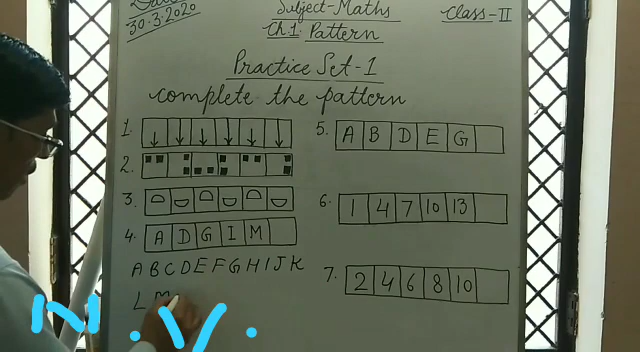 Date
30.3.2020
Subject-Maths
Class-II
Ch1: Pattern
Practice Set-1
complete the pattern
1.
2.
3.
4. A D G I M
A B C D E F G H I J K
L M
5. A B D E G
6. 1 4 7 10 13
7. 2 4 6 8 10
N.V.